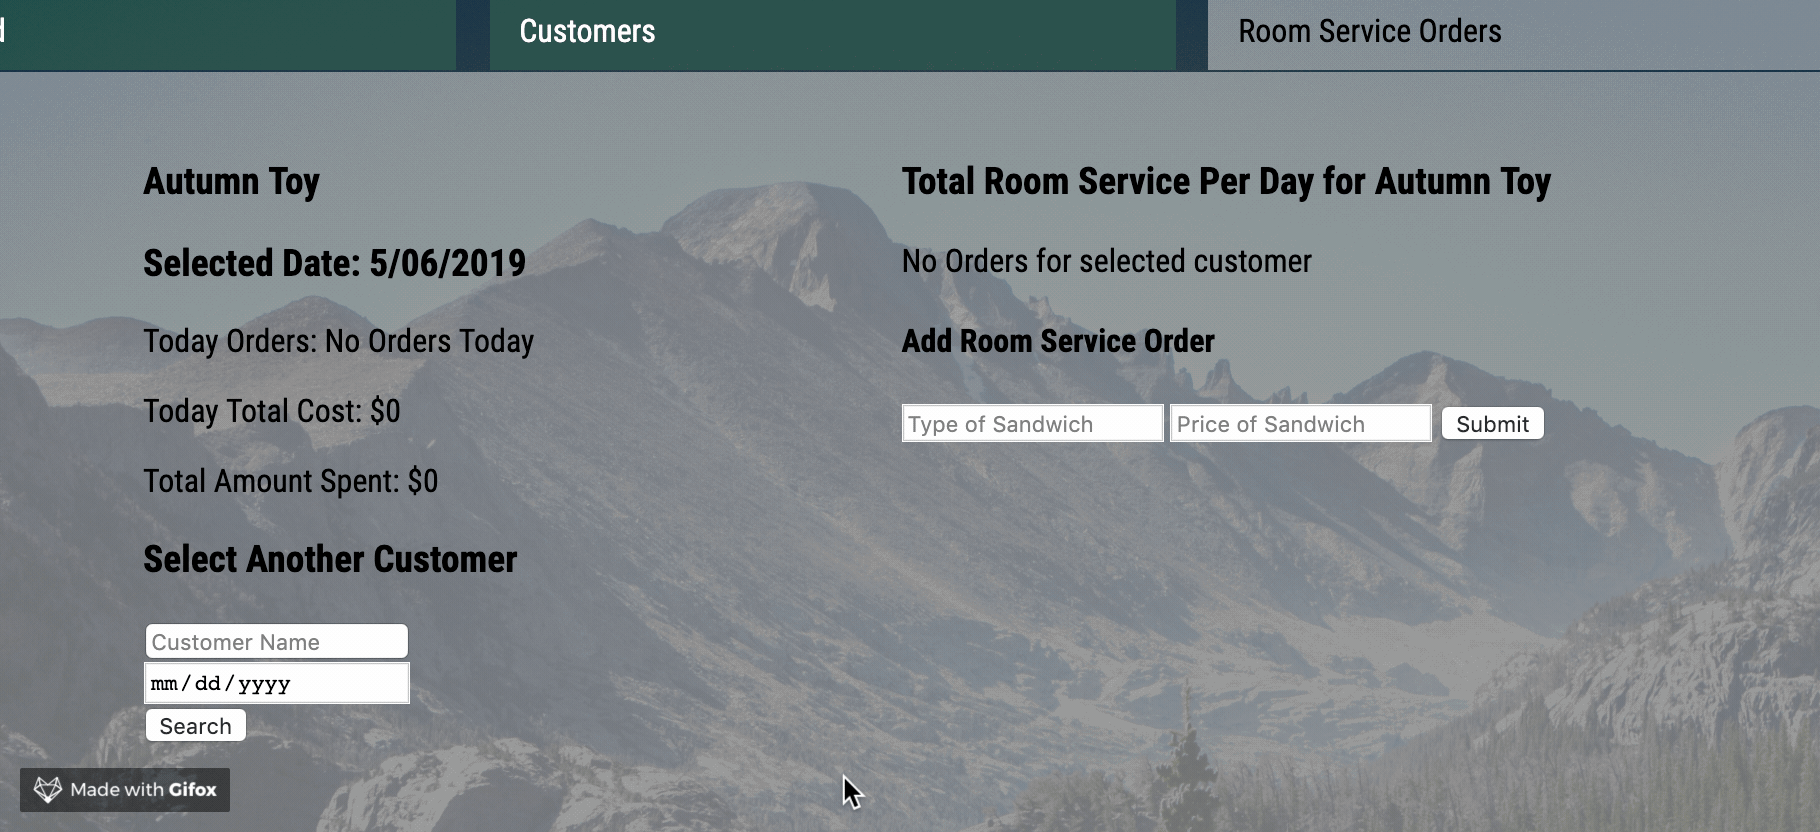 Customers
Room Service Orders
Autumn Toy
Selected Date: 5/06/2019
Today Orders: No Orders Today
Today Total Cost: $0
Total Amount Spent: $0
Select Another Customer
Customer Name
mm/dd/yyyy
Search
Total Room Service Per Day for Autumn Toy
No Orders for selected customer
Add Room Service Order
Type of Sandwich
Price of Sandwich
Submit
Made with Gifox